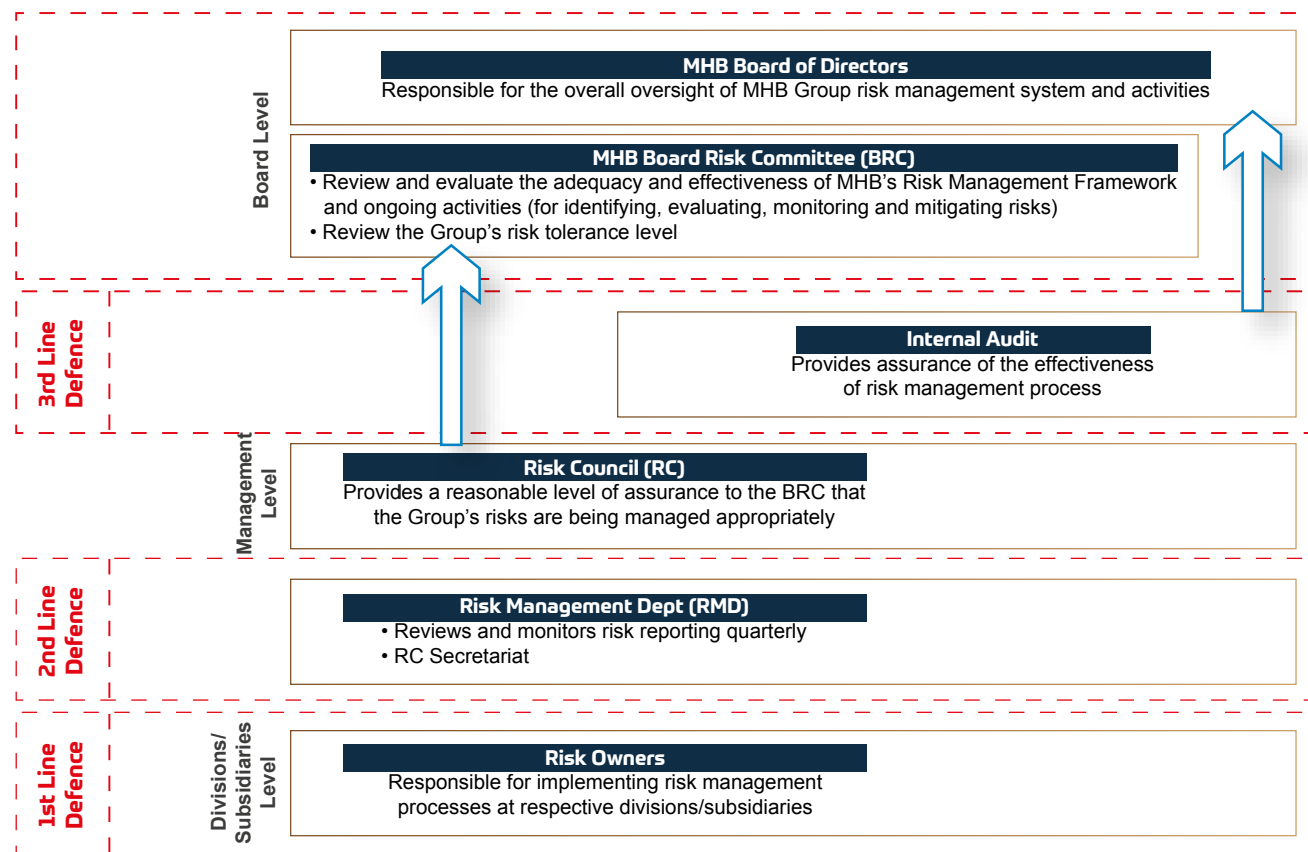 Board Level
MHB Board of Directors
Responsible for the overall oversight of MHB Group risk management system and activities
MHB Board Risk Committee (BRC)
• Review and evaluate the adequacy and effectiveness of MHB's Risk Management Framework
and ongoing activities (for identifying, evaluating, monitoring and mitigating risks)
• Review the Group's risk tolerance level
3rd Line
Defence
Internal Audit
Provides assurance of the effectiveness
of risk management process
Management
Level
Risk Council (RC)
Provides a reasonable level of assurance to the BRC that
the Group's risks are being managed appropriately
2nd Line
Defence
Risk Management Dept (RMD)
• Reviews and monitors risk reporting quarterly
• RC Secretariat
1st Line
Defence
Divisions/
Subsidiaries
Level
Risk Owners
Responsible for implementing risk management
processes at respective divisions/subsidiaries